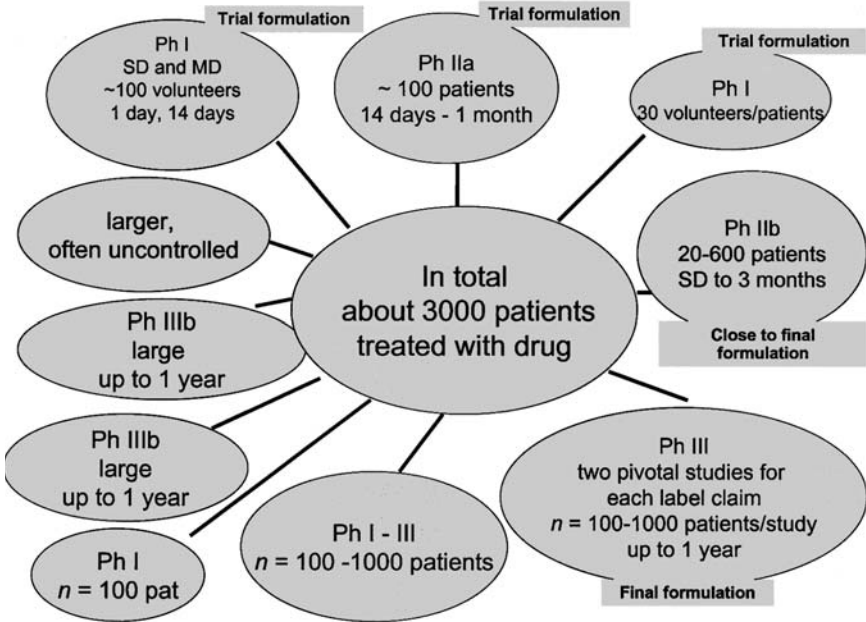 Trial formulation
Ph I
SD and MD
~100 volunteers
1 day, 14 days
Trial formulation
Ph IIa
~ 100 patients
14 days - 1 month
Trial formulation
Ph I
30 volunteers/patients
larger,
often uncontrolled
Ph IIb
20-600 patients
SD to 3 months
Close to final
formulation
In total
about 3000 patients
treated with drug
Ph IIIb
large
up to 1 year
Ph IIIb
large
up to 1 year
Ph III
two pivotal studies for
each label claim
n = 100-1000 patients/study
up to 1 year
Final formulation
Ph I - III
n = 100 -1000 patients
Ph I
n = 100 pat